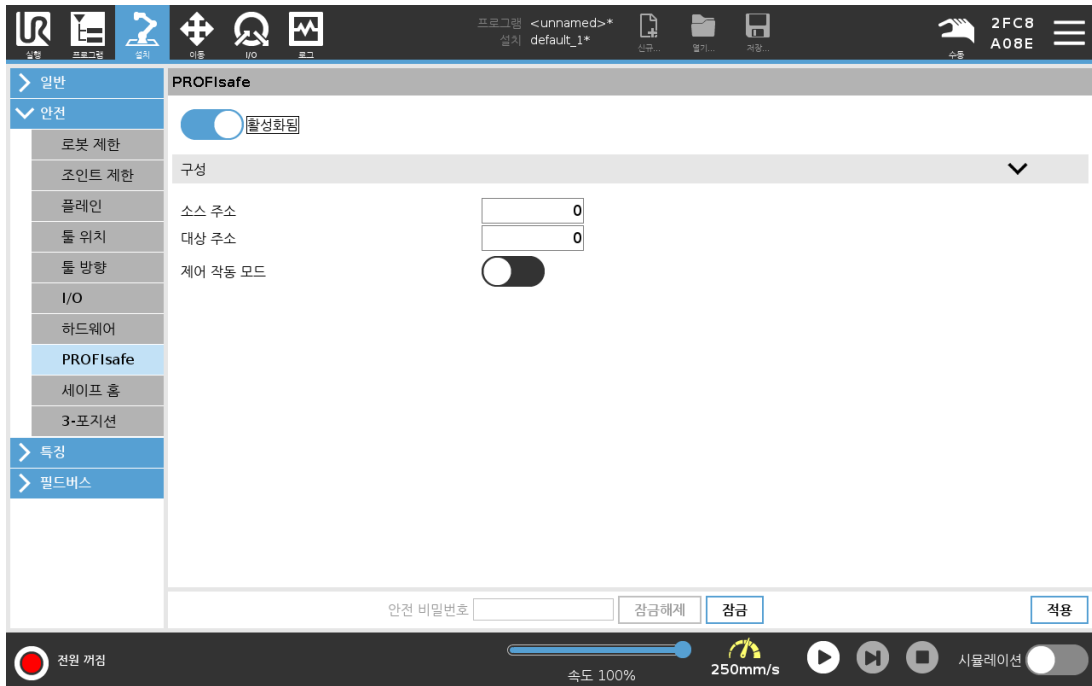 UR
프로그램 <unnamed>*
설치 default_1*
실행
프로그램
설치
이동
I/O
로그
신규...
열기...
저장...
수동
2FC8
A08E
일반
안전
로봇 제한
조인트 제한
플레인
툴 위치
툴 방향
I/O
하드웨어
PROFIsafe
세이프 홈
3-포지션
특징
필드버스
PROFIsafe
활성화됨
구성
소스 주소 0
대상 주소 0
제어 작동 모드
안전 비밀번호 잠금해제 잠금 적용
전원 꺼짐
속도 100%
250mm/s
시뮬레이션